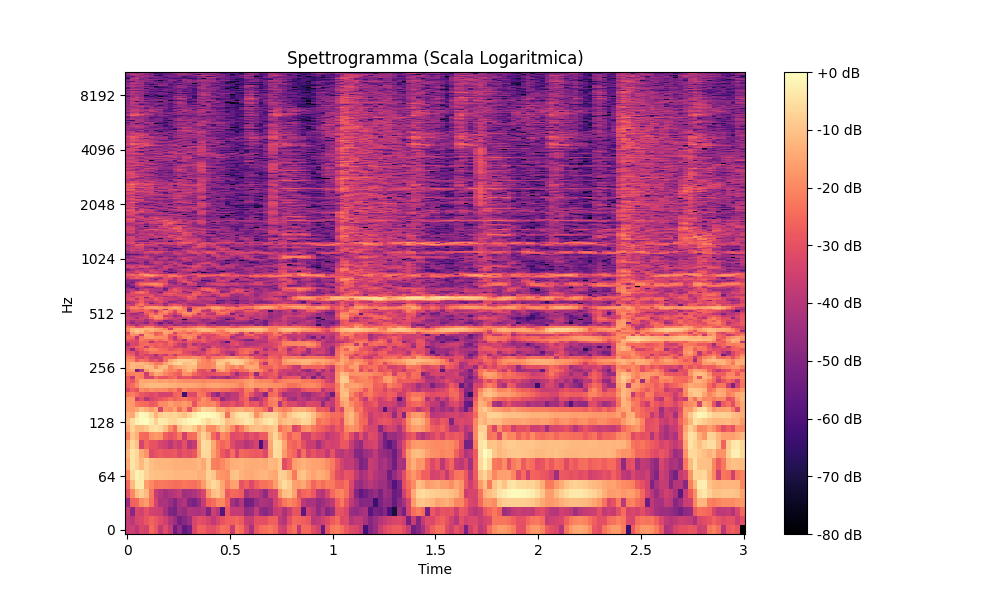 Spettrogramma (Scala Logaritmica)
Hz
8192
4096
2048
1024
512
256
128
64
0
0
0.5
1
1.5
2
2.5
3
Time
+0 dB
-10 dB
-20 dB
-30 dB
-40 dB
-50 dB
-60 dB
-70 dB
-80 dB